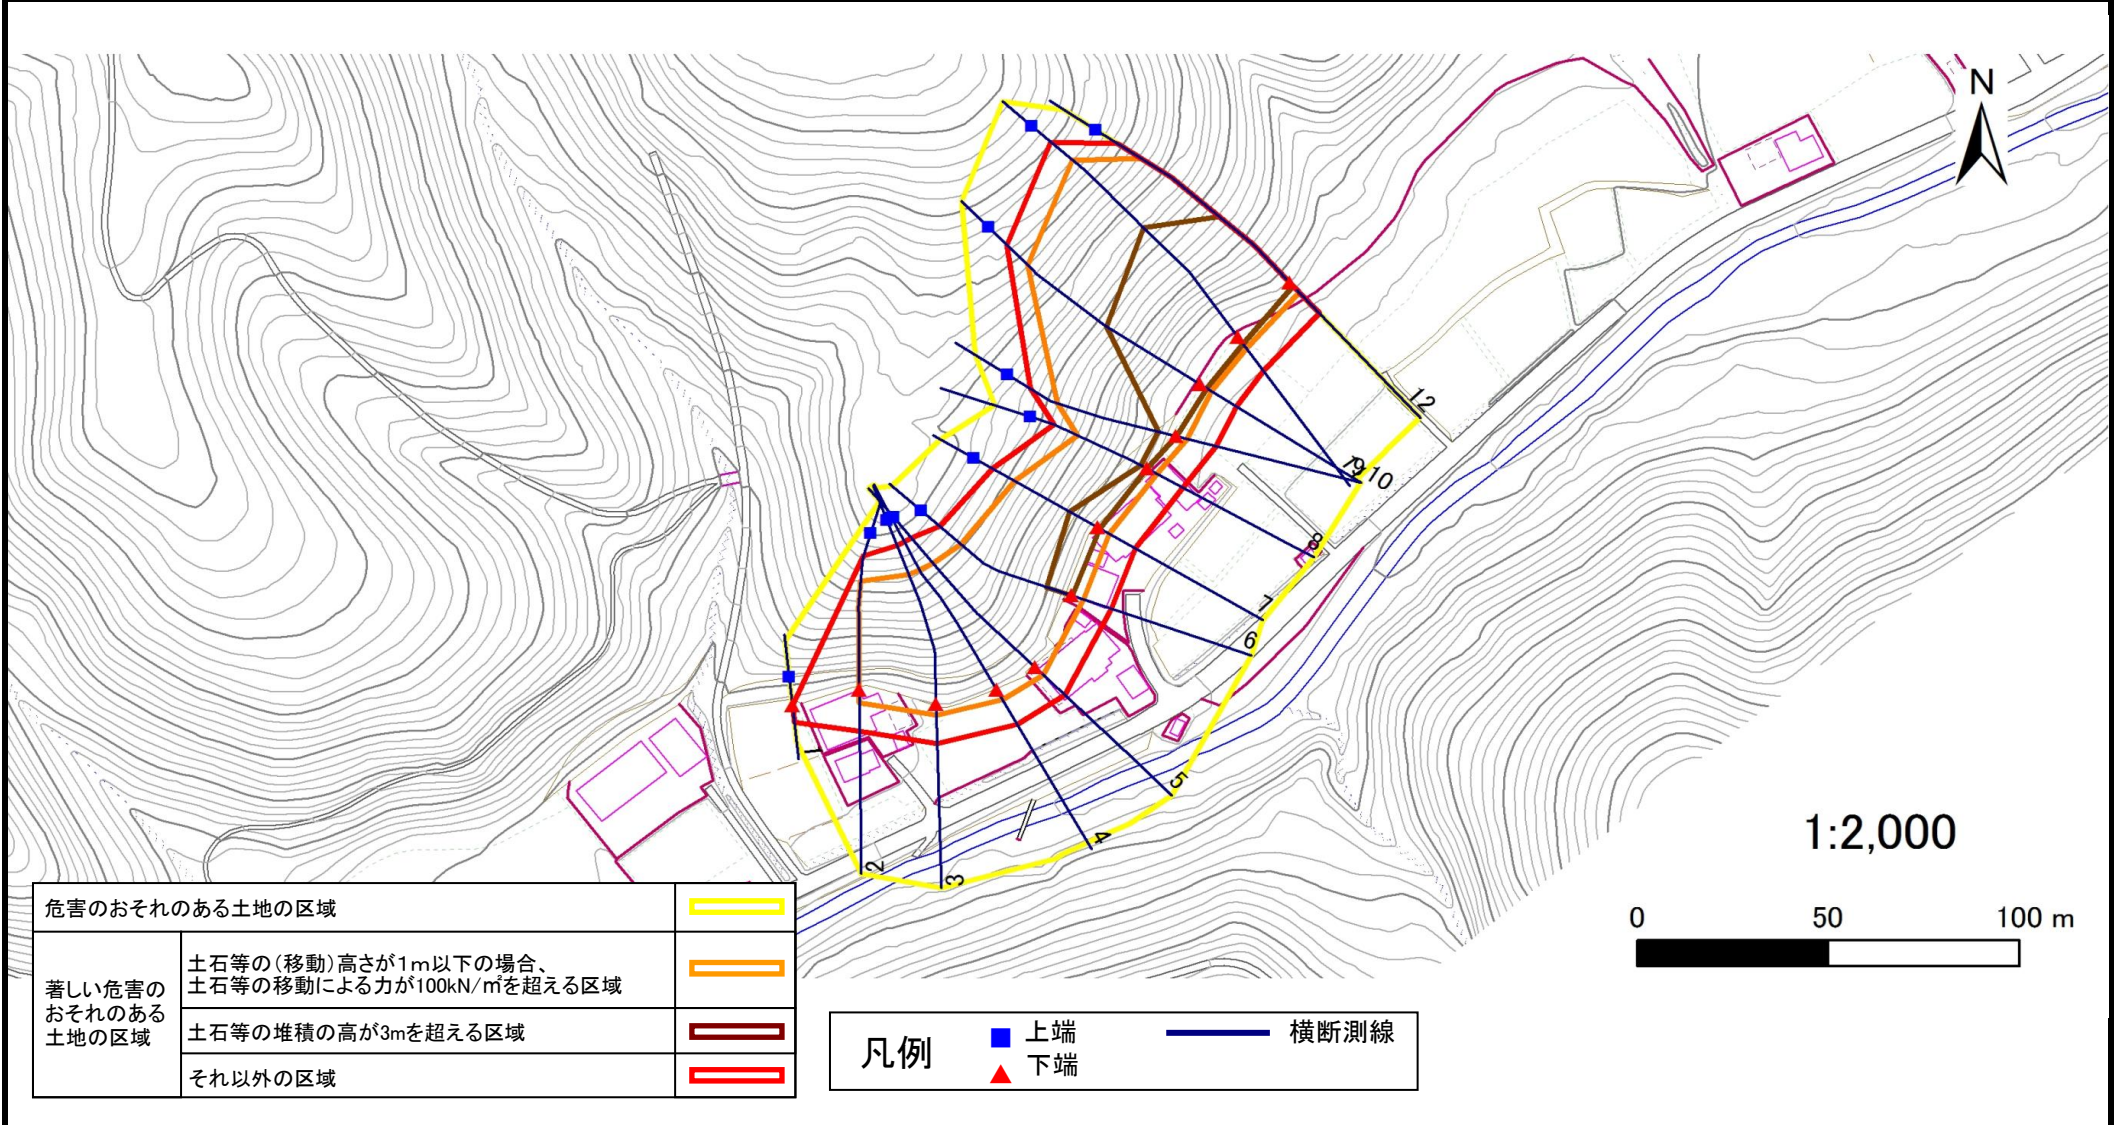 N
12
9
10
8
7
6
5
4
3
2
1
1:2,000
0 50 100 m
危害のおそれのある土地の区域
著しい危害の
おそれのある
土地の区域
土石等の(移動)高さが1m以下の場合、
土石等の移動による力が100kN/㎡を超える区域
土石等の堆積の高が3mを超える区域
それ以外の区域
凡例
上端
下端
横断測線